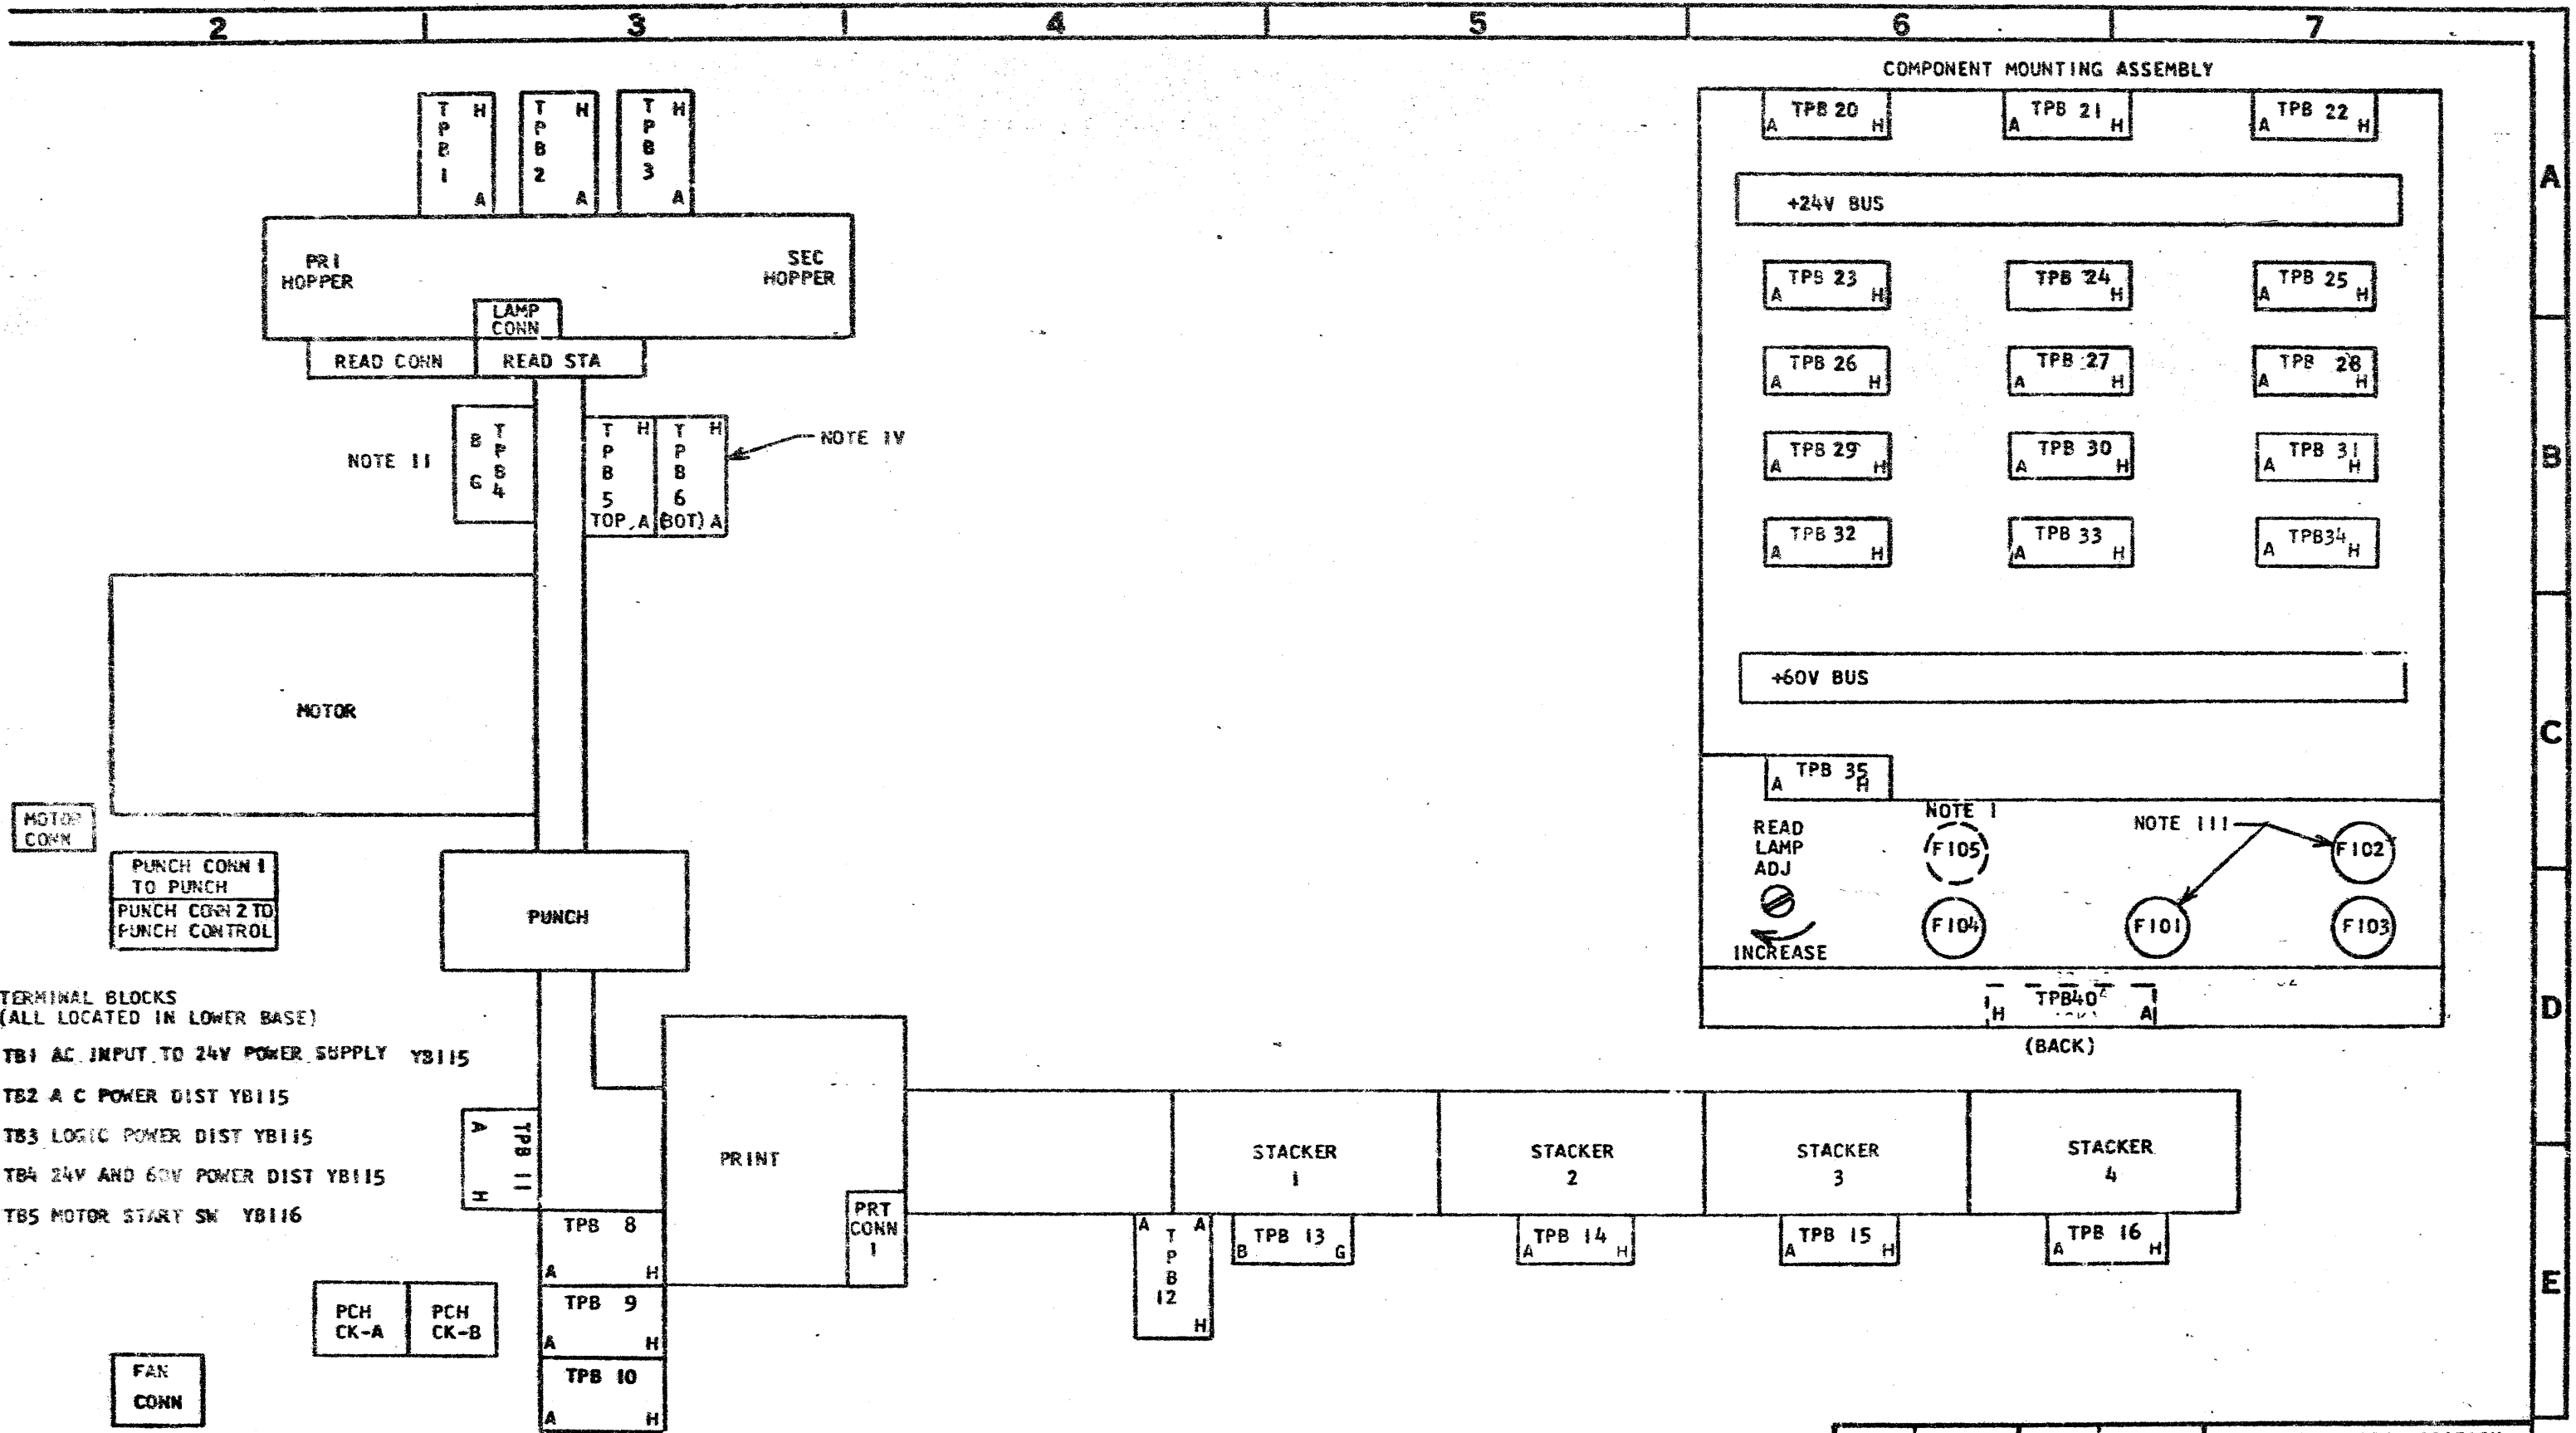 2 3 4 5 6 7
COMPONENT MOUNTING ASSEMBLY
TPB 1 H A
TPB 2 H A
TPB 3 H A
PRI HOPPER
SEC HOPPER
LAMP CONN
READ CONN
READ STA
NOTE II
B G TPB4
TPB 5 TOP H A
TPB 6 (BOT) H A
NOTE IV
MOTOR
MOTOR CONN
PUNCH CONN 1
TO PUNCH
PUNCH CONN 2 TO
PUNCH CONTROL
PUNCH
TERMINAL BLOCKS
(ALL LOCATED IN LOWER BASE)
TB1 AC INPUT TO 24V POWER SUPPLY YB115
TB2 A C POWER DIST YB115
TB3 LOGIC POWER DIST YB115
TB4 24V AND 60V POWER DIST YB115
TB5 MOTOR START SW YB116
A TPB 11 H
PRINT
PRT CONN 1
TPB 8
A H
TPB 9
A H
TPB 10
A H
PCH CK-A
PCH CK-B
FAN CONN
STACKER 1
STACKER 2
STACKER 3
STACKER 4
A A
TPB 12
H
TPB 13
B G
TPB 14
A H
TPB 15
A H
TPB 16
A H
TPB 20
A H
TPB 21
A H
TPB 22
A H
+24V BUS
TPB 23
A H
TPB 24
H
TPB 25
A H
TPB 26
A H
TPB 27
A H
TPB 28
A H
TPB 29
A H
TPB 30
A H
TPB 31
A H
TPB 32
A H
TPB 33
A H
TPB34
A H
+60V BUS
TPB 35
A H
READ LAMP ADJ
INCREASE
NOTE I
F105
F104
NOTE III
F102
F101
F103
TPB40
H A
(BACK)
A
B
C
D
E